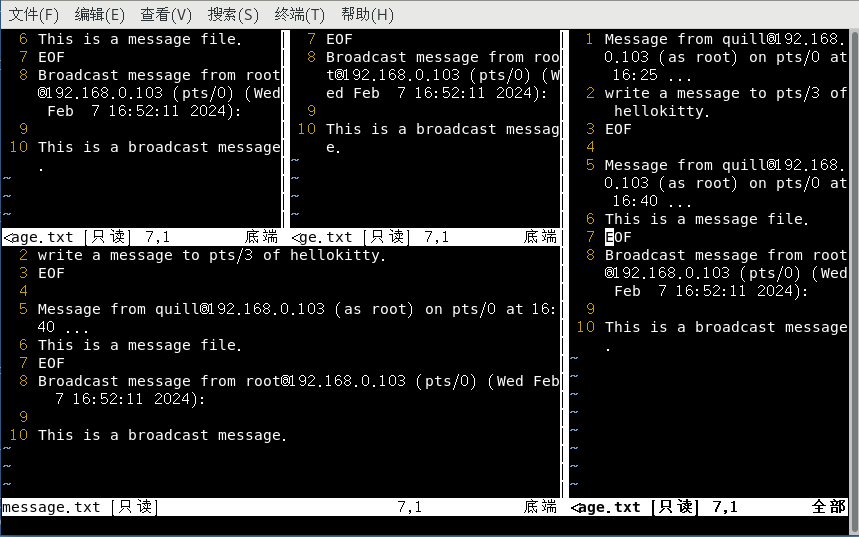 文件(F) 编辑(E) 查看(V) 搜索(S) 终端(T) 帮助(H)
6 This is a message file.
7 EOF
8 Broadcast message from root
@192.168.0.103 (pts/0) (Wed
Feb  7 16:52:11 2024):
9
10 This is a broadcast message
.
~
~
~
<age.txt [只读] 7,1 底端
7 EOF
8 Broadcast message from roo
t@192.168.0.103 (pts/0) (W
ed Feb  7 16:52:11 2024):
9
10 This is a broadcast messag
e.
~
~
~
~
<ge.txt [只读] 7,1 底端
2 write a message to pts/3 of hellokitty.
3 EOF
4
5 Message from quill@192.168.0.103 (as root) on pts/0 at 16:
40 ...
6 This is a message file.
7 EOF
8 Broadcast message from root@192.168.0.103 (pts/0) (Wed Feb
7 16:52:11 2024):
9
10 This is a broadcast message.
~
~
~
message.txt [只读] 7,1 底端
1 Message from quill@192.168.
0.103 (as root) on pts/0 at
16:25 ...
2 write a message to pts/3 of
hellokitty.
3 EOF
4
5 Message from quill@192.168.
0.103 (as root) on pts/0 at
16:40 ...
6 This is a message file.
7 EOF
8 Broadcast message from root
@192.168.0.103 (pts/0) (Wed
Feb  7 16:52:11 2024):
9
10 This is a broadcast message
.
~
~
~
~
~
~
~
~
<age.txt [只读] 7,1 全部